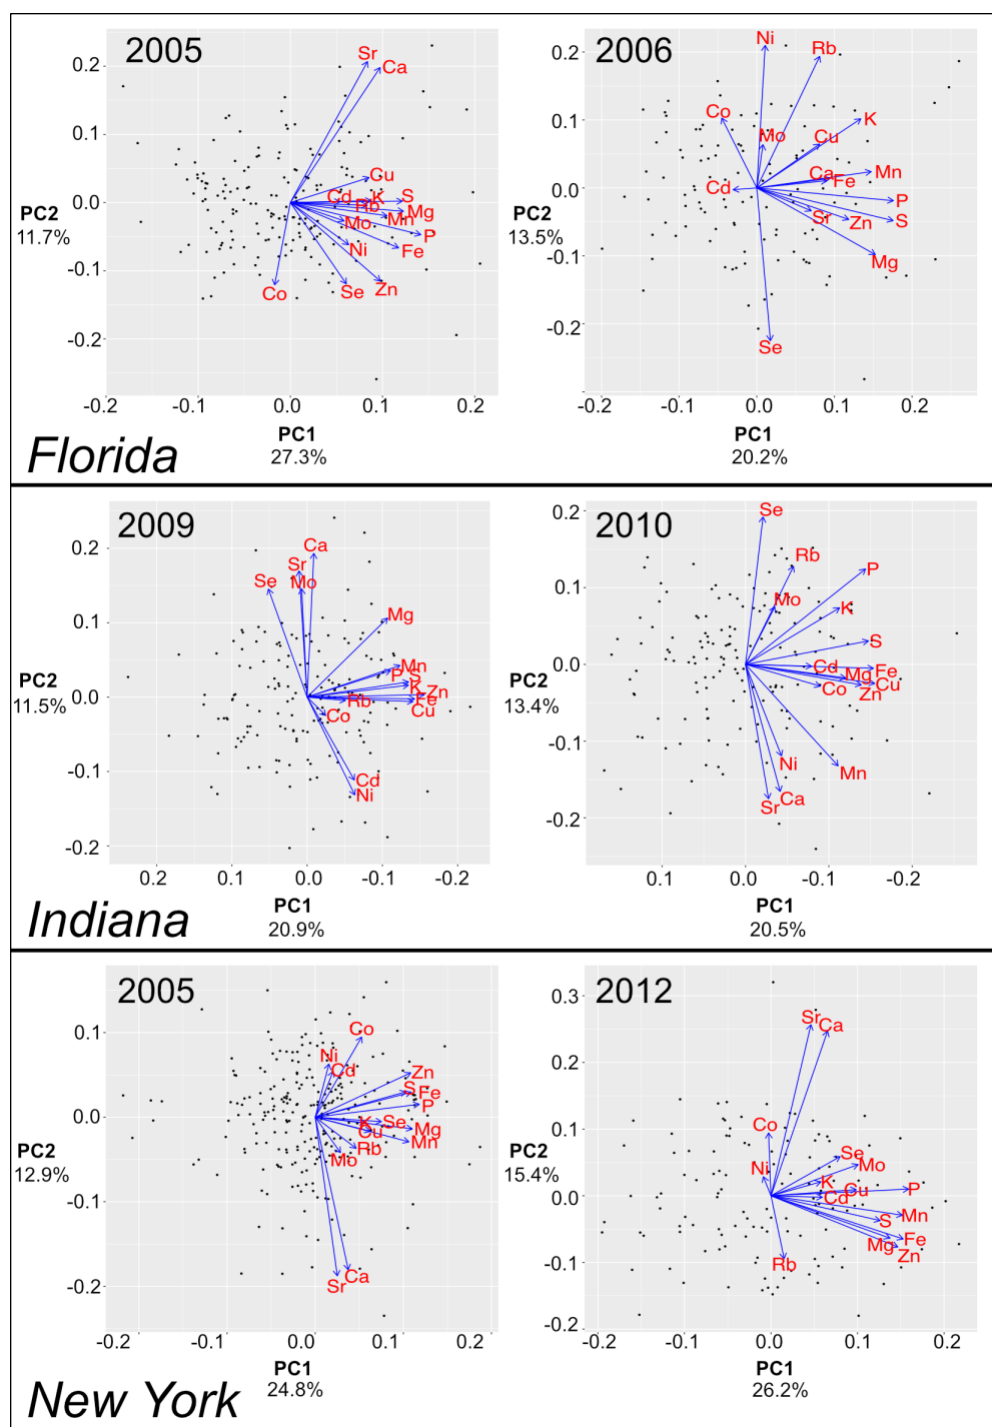 2005
Sr
Ca
0.2
0.1
Cu
Cd
K
S
0.0
Rb
Mg
Mn
Mo
P
PC2
11.7%
Ni
Fe
-0.1
Co
Se
Zn
-0.2
-0.2
-0.1
0.0
0.1
0.2
PC1
27.3%
Florida
2006
Ni
Rb
0.2
Co
K
0.1
Mo
Cu
Ca
Fe
Mn
0.0
Cd
P
PC2
13.5%
Sr
Zn
S
Mg
-0.1
-0.2
Se
-0.2
-0.1
0.0
0.1
0.2
PC1
20.2%
2009
Ca
0.2
Sr
Se
Mo
0.1
Mg
Mn
P
S
K
Zn
0.0
PC2
11.5%
Rb
Fe
Co
Cu
-0.1
Cd
Ni
-0.2
0.2
0.1
0.0
-0.1
-0.2
PC1
20.9%
Indiana
2010
0.2
Se
Rb
P
0.1
Mo
K
S
0.0
Cd
Fe
Mg
PC2
13.4%
Co
Zn
Cu
-0.1
Ni
Mn
Sr
Ca
-0.2
0.1
0.0
-0.1
-0.2
PC1
20.5%
2005
0.1
Co
Ni
Cd
Zn
S
Fe
P
0.0
K
Se
Cu
Mg
Mn
PC2
12.9%
Mo
Rb
-0.1
-0.2
Sr
Ca
-0.2
-0.1
0.0
0.1
0.2
PC1
24.8%
New York
2012
0.3
Sr
Ca
0.2
0.1
Co
Se
Mo
PC2
15.4%
Ni
K
Cu
P
0.0
Cd
S
Mn
Mg
Fe
Zn
-0.1
Rb
-0.2
-0.2
-0.1
0.0
0.1
0.2
PC1
26.2%